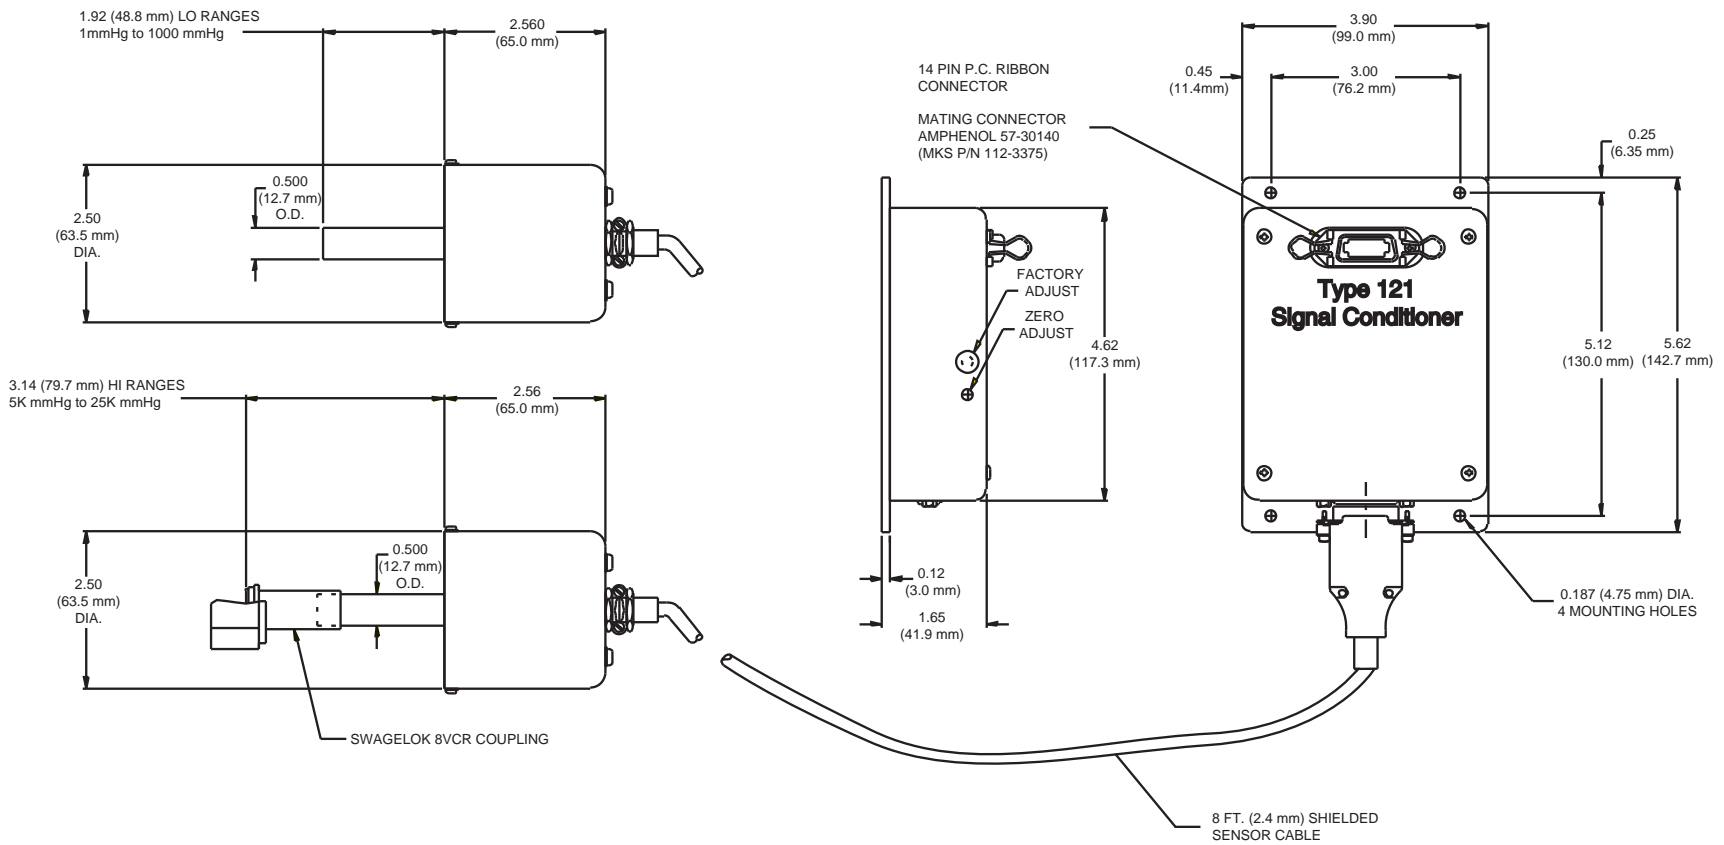 1.92 (48.8 mm) LO RANGES
1mmHg to 1000 mmHg
2.560
(65.0 mm)
0.500
(12.7 mm)
O.D.
2.50
(63.5 mm)
DIA.
3.14 (79.7 mm) HI RANGES
5K mmHg to 25K mmHg
2.56
(65.0 mm)
0.500
(12.7 mm)
O.D.
2.50
(63.5 mm)
DIA.
SWAGELOK 8VCR COUPLING
14 PIN P.C. RIBBON
CONNECTOR
MATING CONNECTOR
AMPHENOL 57-30140
(MKS P/N 112-3375)
FACTORY
ADJUST
ZERO
ADJUST
4.62
(117.3 mm)
0.12
(3.0 mm)
1.65
(41.9 mm)
3.90
(99.0 mm)
0.45
(11.4mm)
3.00
(76.2 mm)
0.25
(6.35 mm)
Type 121
Signal Conditioner
5.12
(130.0 mm)
5.62
(142.7 mm)
0.187 (4.75 mm) DIA.
4 MOUNTING HOLES
8 FT. (2.4 mm) SHIELDED
SENSOR CABLE